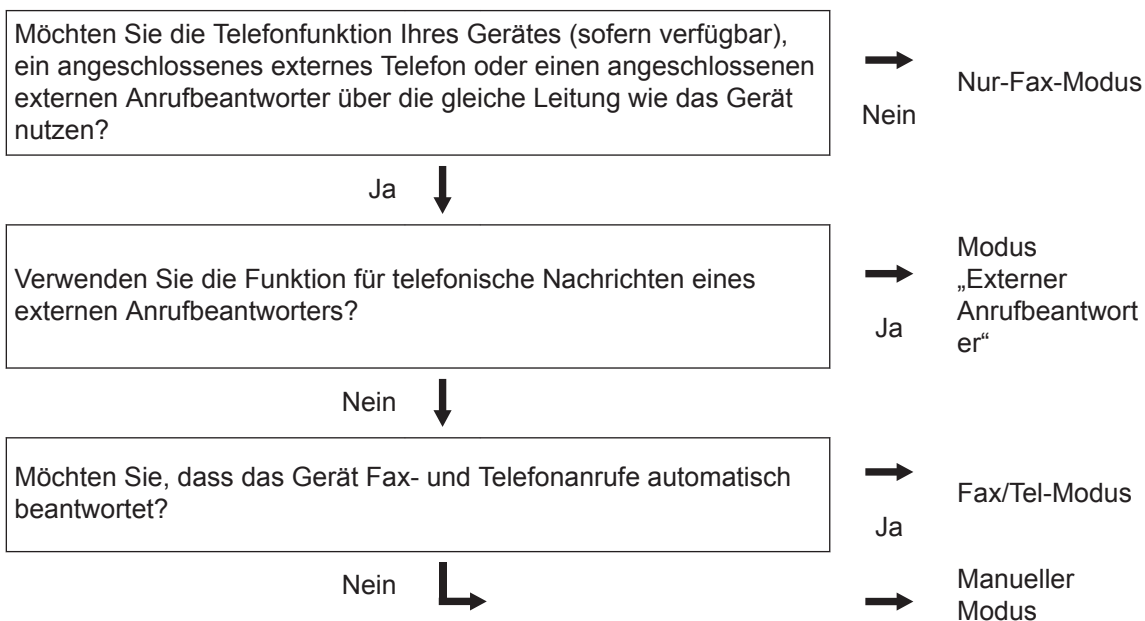 Möchten Sie die Telefonfunktion Ihres Gerätes (sofern verfügbar),
ein angeschlossenes externes Telefon oder einen angeschlossenen
externen Anrufbeantworter über die gleiche Leitung wie das Gerät
nutzen?
Nein
Nur-Fax-Modus
Ja
Verwenden Sie die Funktion für telefonische Nachrichten eines
externen Anrufbeantworters?
Ja
Modus
„Externer
Anrufbeantwort
er“
Nein
Möchten Sie, dass das Gerät Fax- und Telefonanrufe automatisch
beantwortet?
Ja
Fax/Tel-Modus
Nein
Manueller
Modus